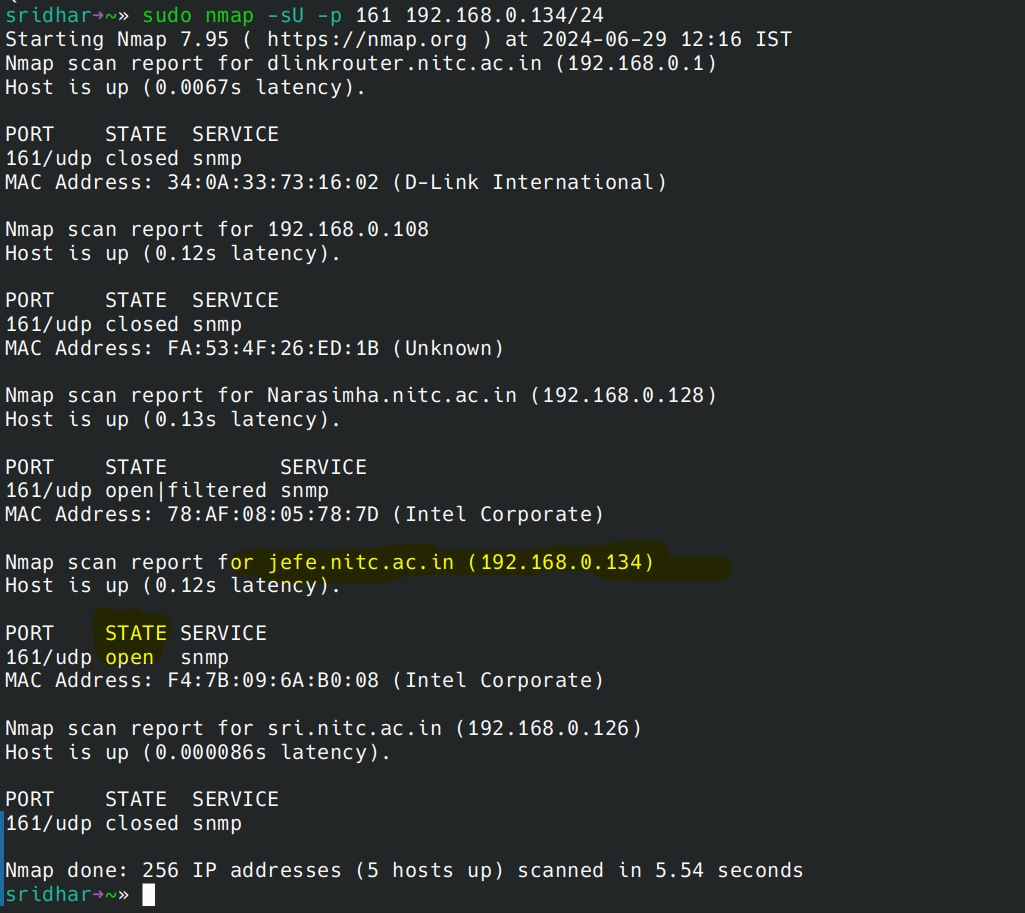 sridhar→~» sudo nmap -sU -p 161 192.168.0.134/24
Starting Nmap 7.95 ( https://nmap.org ) at 2024-06-29 12:16 IST
Nmap scan report for dlinkrouter.nitc.ac.in (192.168.0.1)
Host is up (0.0067s latency).
PORT    STATE  SERVICE
161/udp closed snmp
MAC Address: 34:0A:33:73:16:02 (D-Link International)
Nmap scan report for 192.168.0.108
Host is up (0.12s latency).
PORT    STATE  SERVICE
161/udp closed snmp
MAC Address: FA:53:4F:26:ED:1B (Unknown)
Nmap scan report for Narasimha.nitc.ac.in (192.168.0.128)
Host is up (0.13s latency).
PORT    STATE         SERVICE
161/udp open|filtered snmp
MAC Address: 78:AF:08:05:78:7D (Intel Corporate)
Nmap scan report for jefe.nitc.ac.in (192.168.0.134)
Host is up (0.12s latency).
PORT    STATE SERVICE
161/udp open  snmp
MAC Address: F4:7B:09:6A:B0:08 (Intel Corporate)
Nmap scan report for sri.nitc.ac.in (192.168.0.126)
Host is up (0.000086s latency).
PORT    STATE  SERVICE
161/udp closed snmp
Nmap done: 256 IP addresses (5 hosts up) scanned in 5.54 seconds
sridhar→~»